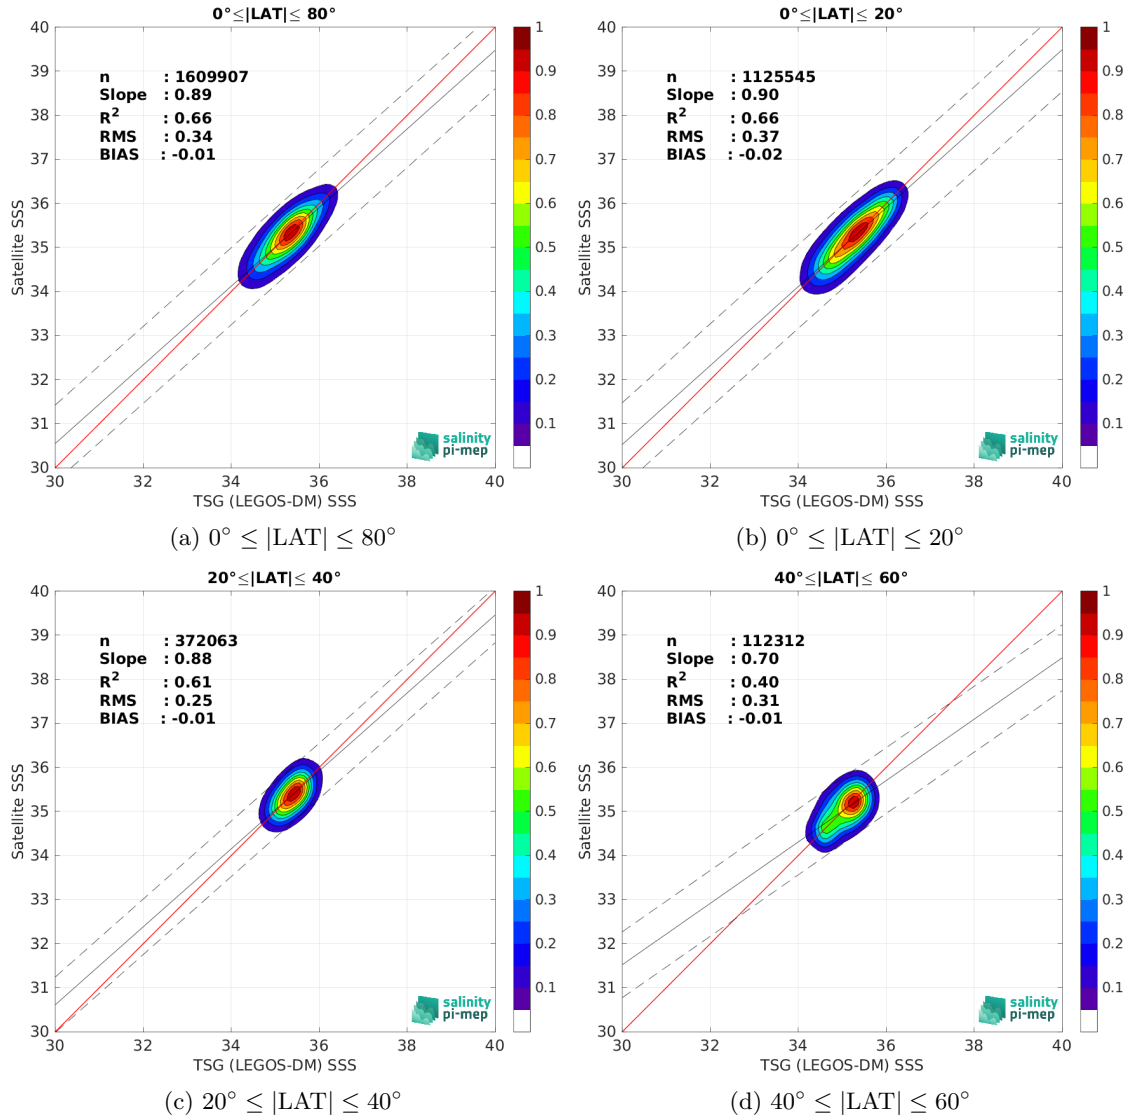 0°≤|LAT|≤ 80°
40
39
38
37
36
35
34
33
32
31
30
Satellite SSS
n : 1609907
Slope : 0.89
R² : 0.66
RMS : 0.34
BIAS : -0.01
salinity
pi-mep
30 32 34 36 38 40
TSG (LEGOS-DM) SSS
1
0.9
0.8
0.7
0.6
0.5
0.4
0.3
0.2
0.1
(a) 0° ≤ |LAT| ≤ 80°
0°≤|LAT|≤ 20°
40
39
38
37
36
35
34
33
32
31
30
Satellite SSS
n : 1125545
Slope : 0.90
R² : 0.66
RMS : 0.37
BIAS : -0.02
salinity
pi-mep
30 32 34 36 38 40
TSG (LEGOS-DM) SSS
1
0.9
0.8
0.7
0.6
0.5
0.4
0.3
0.2
0.1
(b) 0° ≤ |LAT| ≤ 20°
20°≤|LAT|≤ 40°
40
39
38
37
36
35
34
33
32
31
30
Satellite SSS
n : 372063
Slope : 0.88
R² : 0.61
RMS : 0.25
BIAS : -0.01
salinity
pi-mep
30 32 34 36 38 40
TSG (LEGOS-DM) SSS
1
0.9
0.8
0.7
0.6
0.5
0.4
0.3
0.2
0.1
(c) 20° ≤ |LAT| ≤ 40°
40°≤|LAT|≤ 60°
40
39
38
37
36
35
34
33
32
31
30
Satellite SSS
n : 112312
Slope : 0.70
R² : 0.40
RMS : 0.31
BIAS : -0.01
salinity
pi-mep
30 32 34 36 38 40
TSG (LEGOS-DM) SSS
1
0.9
0.8
0.7
0.6
0.5
0.4
0.3
0.2
0.1
(d) 40° ≤ |LAT| ≤ 60°